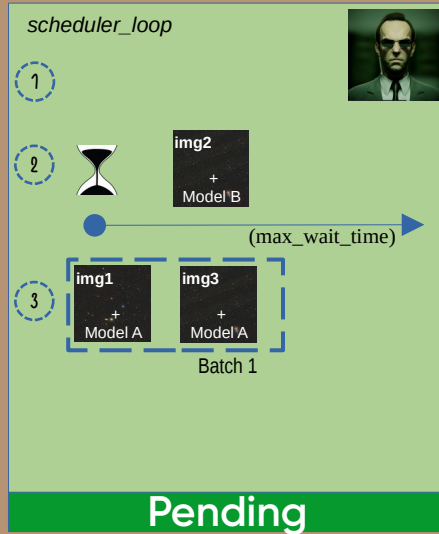 scheduler_loop
1
2
img2
+
Model B
(max_wait_time)
3
img1
+
Model A
img3
+
Model A
Batch 1
Pending